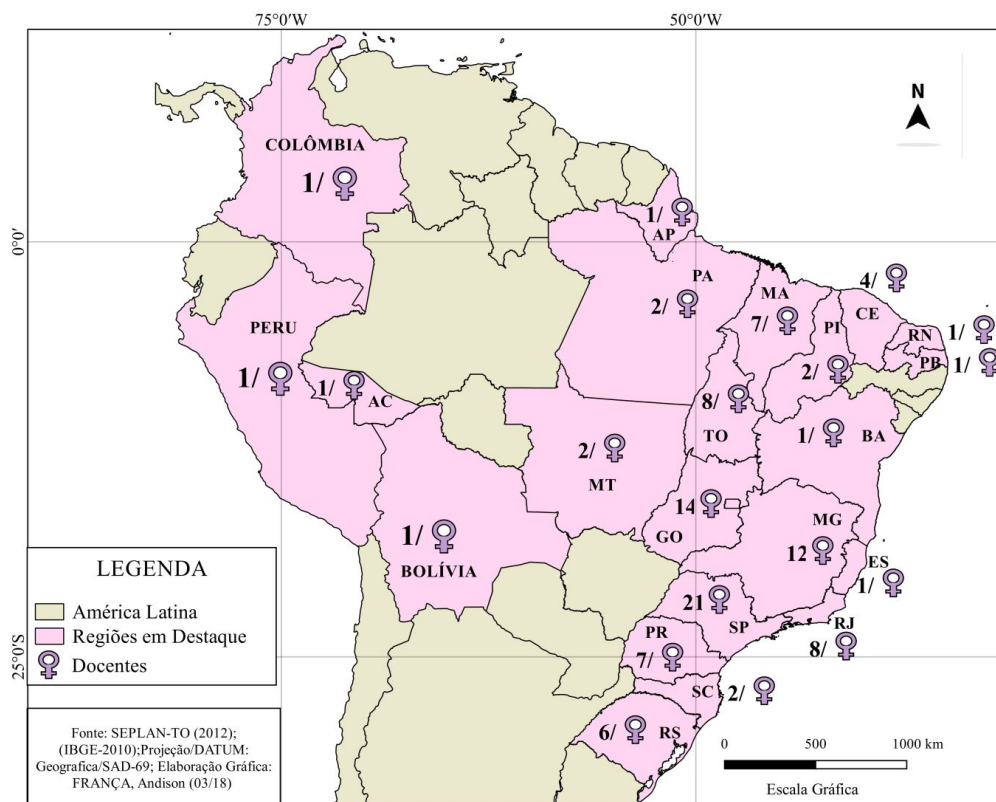 75°0'W
50°0'W
N
COLÔMBIA
1/
1/
AP
0°0'
PA
2/
MA
7/
4/
CE
PI
2/
RN
1/
PB
1/
PERU
1/
1/
AC
8/
TO
1/
BA
2/
MT
14
GO
MG
12
1/
BOLÍVIA
ES
1/
21
SP
RJ
8/
PR
7/
25°0'S
SC
2/
6/
RS
LEGENDA
América Latina
Regiões em Destaque
Docentes
Fonte: SEPLAN-TO (2012);
(IBGE-2010);Projeção/DATUM:
Geografica/SAD-69; Elaboração Gráfica:
FRANÇA, Andison (03/18)
0 500 1000 km
Escala Gráfica